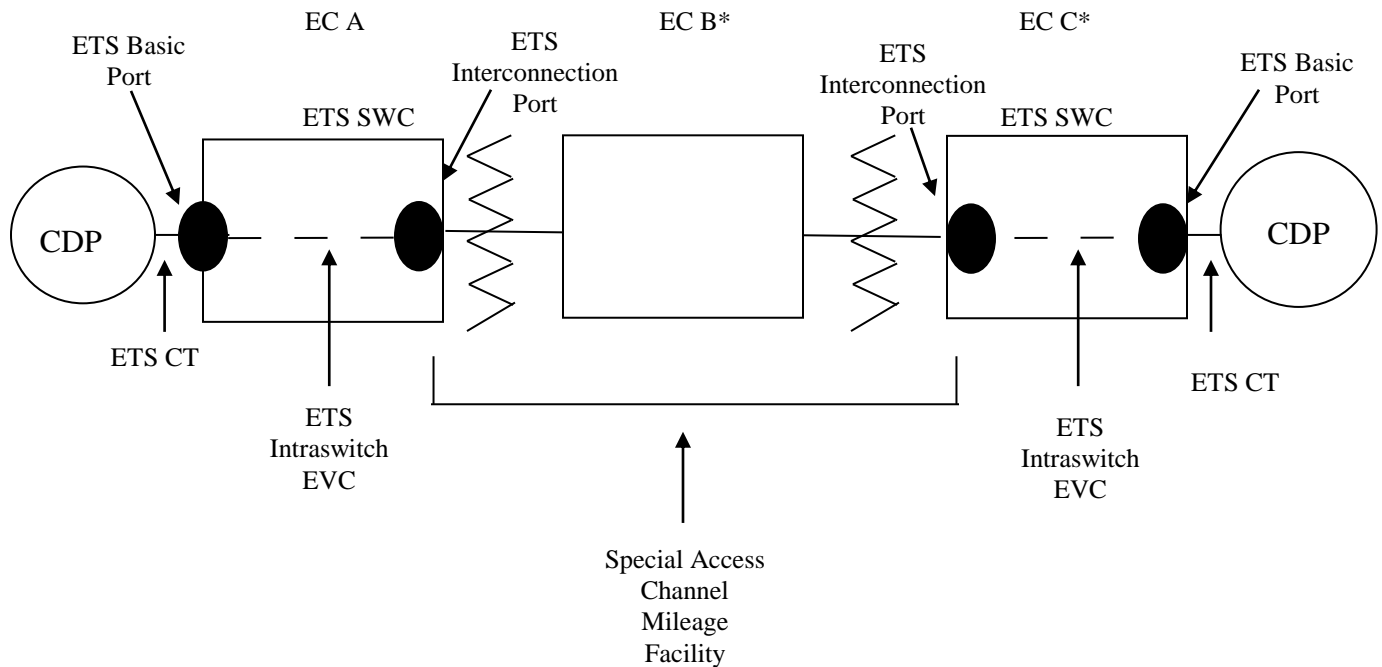 EC A
EC B*
EC C*
ETS Basic
Port
ETS
Interconnection
Port
ETS
Interconnection
Port
ETS Basic
Port
ETS SWC
ETS SWC
CDP
CDP
ETS CT
ETS CT
ETS
Intraswitch
EVC
ETS
Intraswitch
EVC
Special Access
Channel
Mileage
Facility